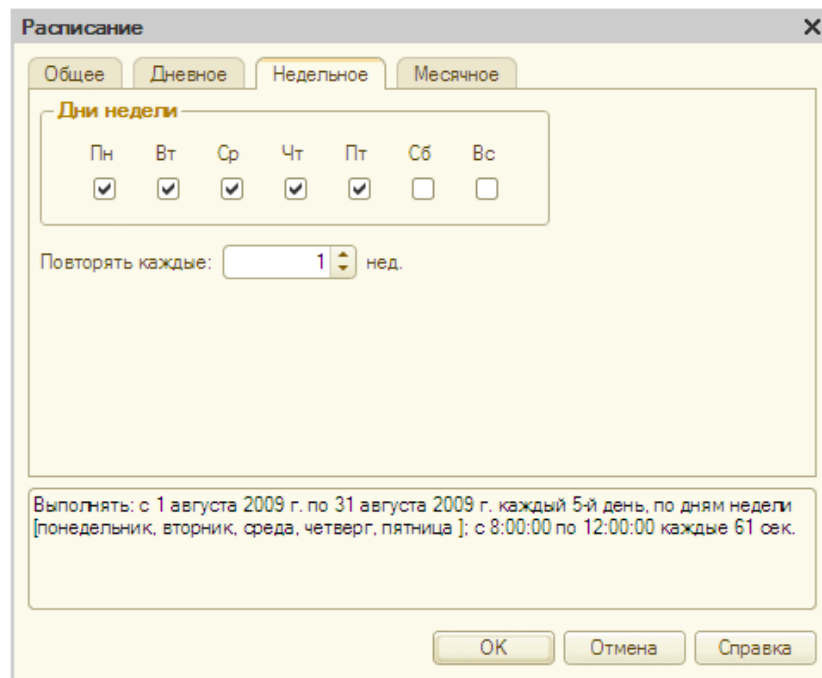 Расписание
Общее Дневное Недельное Месячное
Дни недели
Пн Вт Ср Чт Пт Сб Вс
Повторять каждые: 1 нед.
Выполнять: с 1 августа 2009 г. по 31 августа 2009 г. каждый 5-й день, по дням недели
[понедельник, вторник, среда, четверг, пятница ]; с 8:00:00 по 12:00:00 каждые 61 сек.
OK Отмена Справка